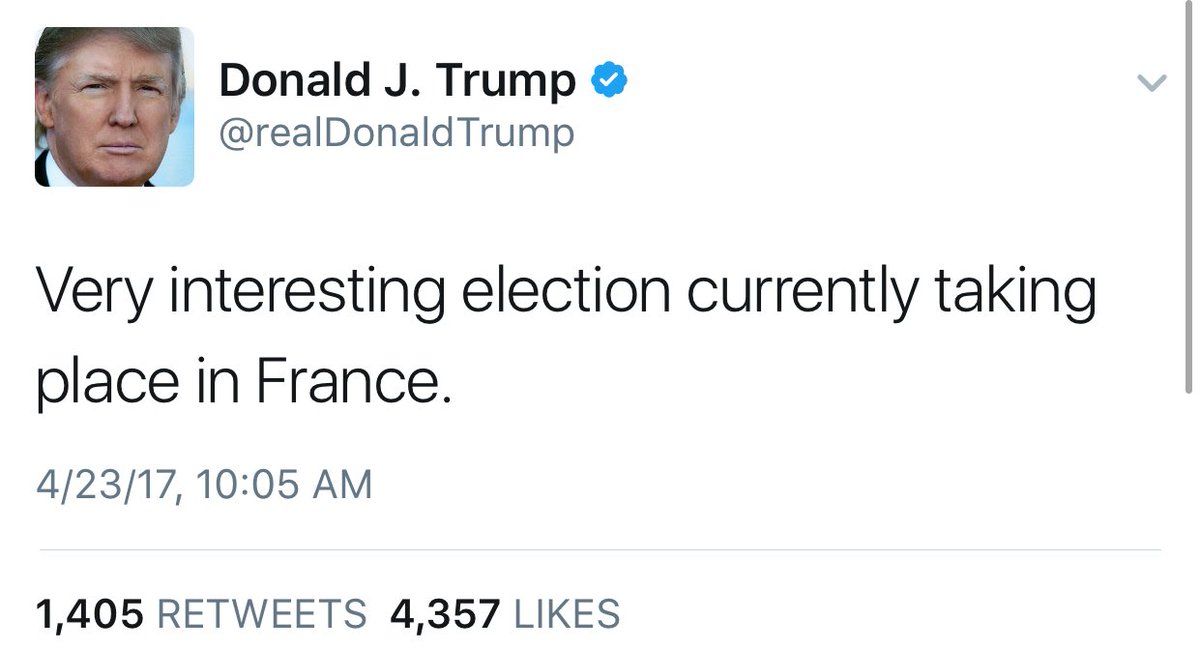 Donald J. Trump
@realDonaldTrump
Very interesting election currently taking
place in France.
4/23/17, 10:05 AM
1,405 RETWEETS 4,357 LIKES